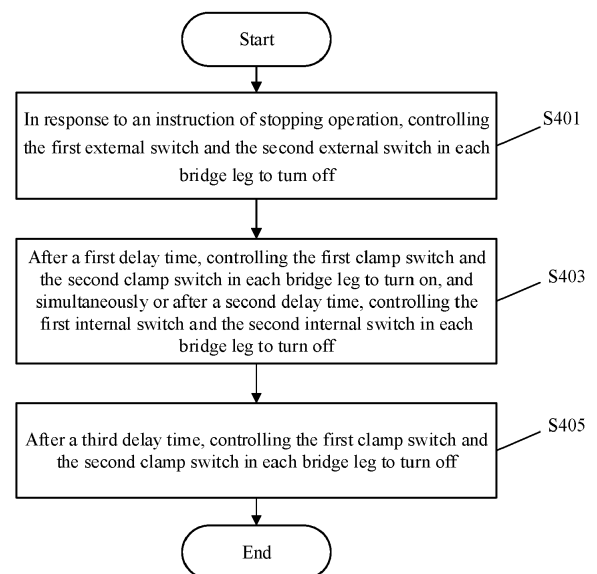 Start
In response to an instruction of stopping operation, controlling
the first external switch and the second external switch in each
bridge leg to turn off
S401
After a first delay time, controlling the first clamp switch and
the second clamp switch in each bridge leg to turn on, and
simultaneously or after a second delay time, controlling the
first internal switch and the second internal switch in each
bridge leg to turn off
S403
After a third delay time, controlling the first clamp switch and
the second clamp switch in each bridge leg to turn off
S405
End